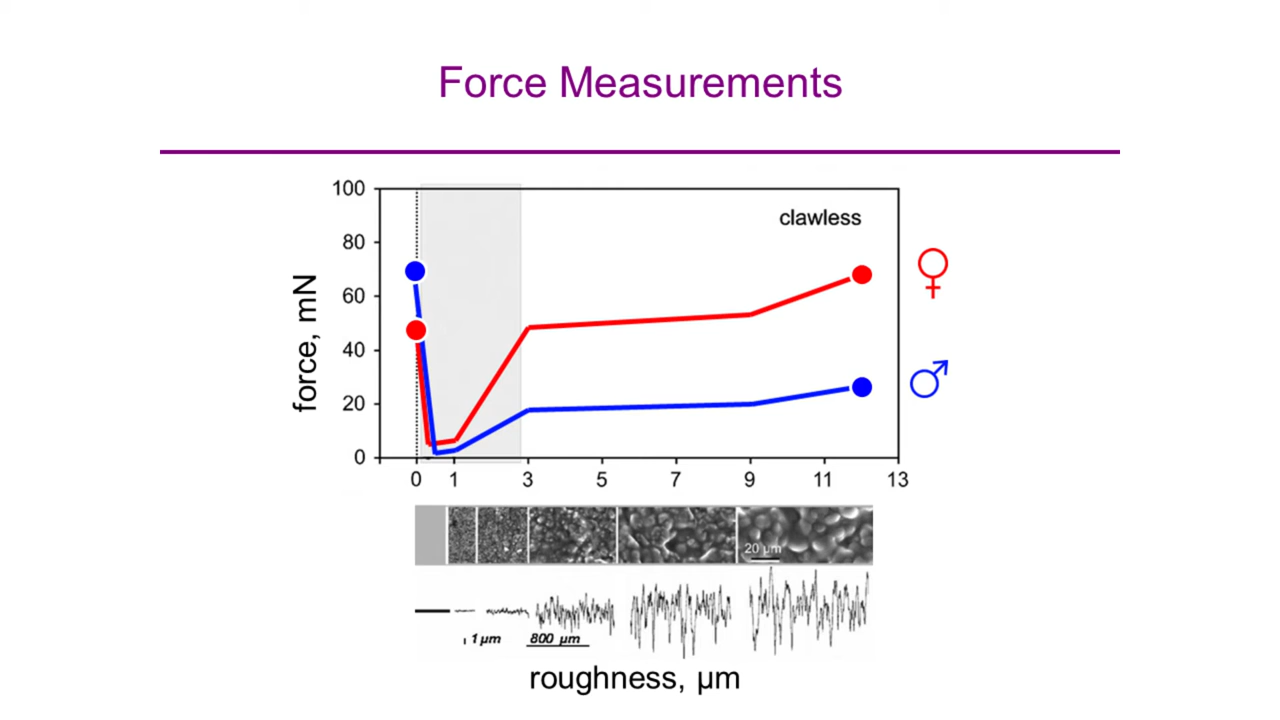 Force Measurements
100
80
60
40
20
0
force, mN
clawless
♀
♂
0 1 3 5 7 9 11 13
20 µm
1 µm
800 µm
roughness, µm